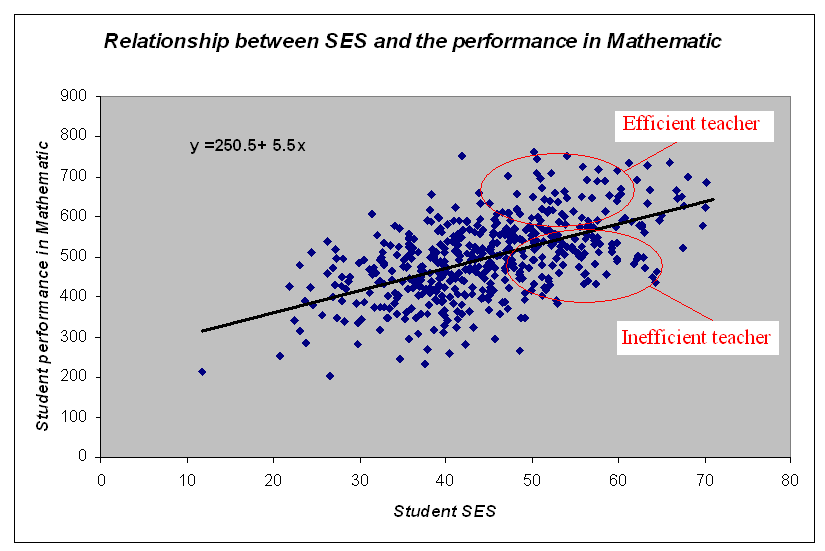 Relationship between SES and the performance in Mathematic
Student performance in Mathematic
900
800
700
600
500
400
300
200
100
0
y =250.5+ 5.5x
Efficient teacher
Inefficient teacher
0 10 20 30 40 50 60 70 80
Student SES